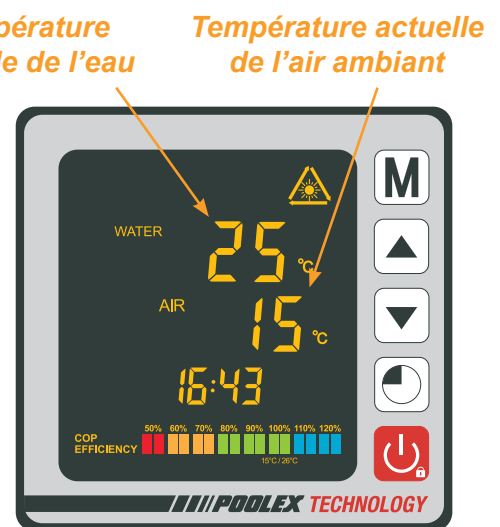 pérature
le de l'eau
Température actuelle
de l'air ambiant
M
WATER
25 °C
AIR
15 °C
16:43
50% 60% 70% 80% 90% 100% 110% 120%
COP
EFFICIENCY
15°C / 26°C
POOLEX TECHNOLOGY